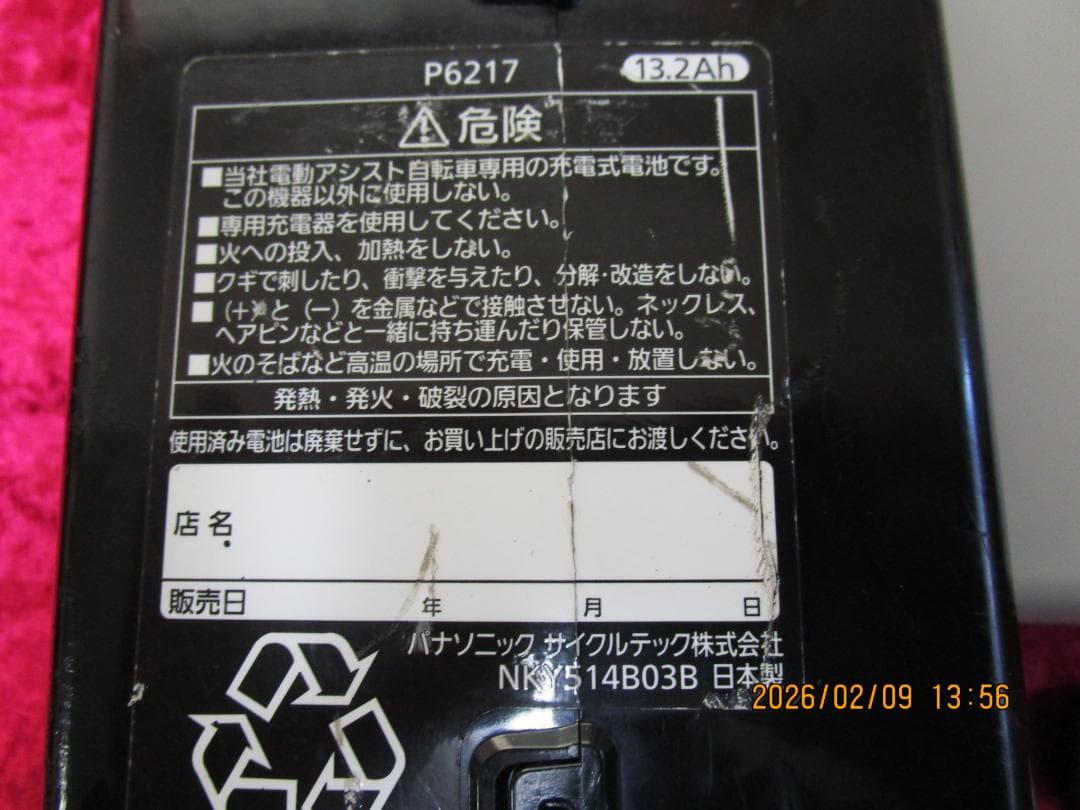 P6217 13.2Ah
危険
■当社電動アシスト自転車専用の充電式電池です。
この機器以外に使用しない。
■専用充電器を使用してください。
■火への投入、加熱をしない。
■クギで刺したり、衝撃を与えたり、分解・改造をしない。
■(+)と(−)を金属などで接触させない。ネックレス、
ヘアピンなどと一緒に持ち運んだり保管しない。
■火のそばなど高温の場所で充電・使用・放置しない。
発熱・発火・破裂の原因となります
使用済み電池は廃棄せずに、お買い上げの販売店にお渡しください。
店名
販売日 年 月 日
パナソニック サイクルテック株式会社
NKY514B03B 日本製
2026/02/09 13:56